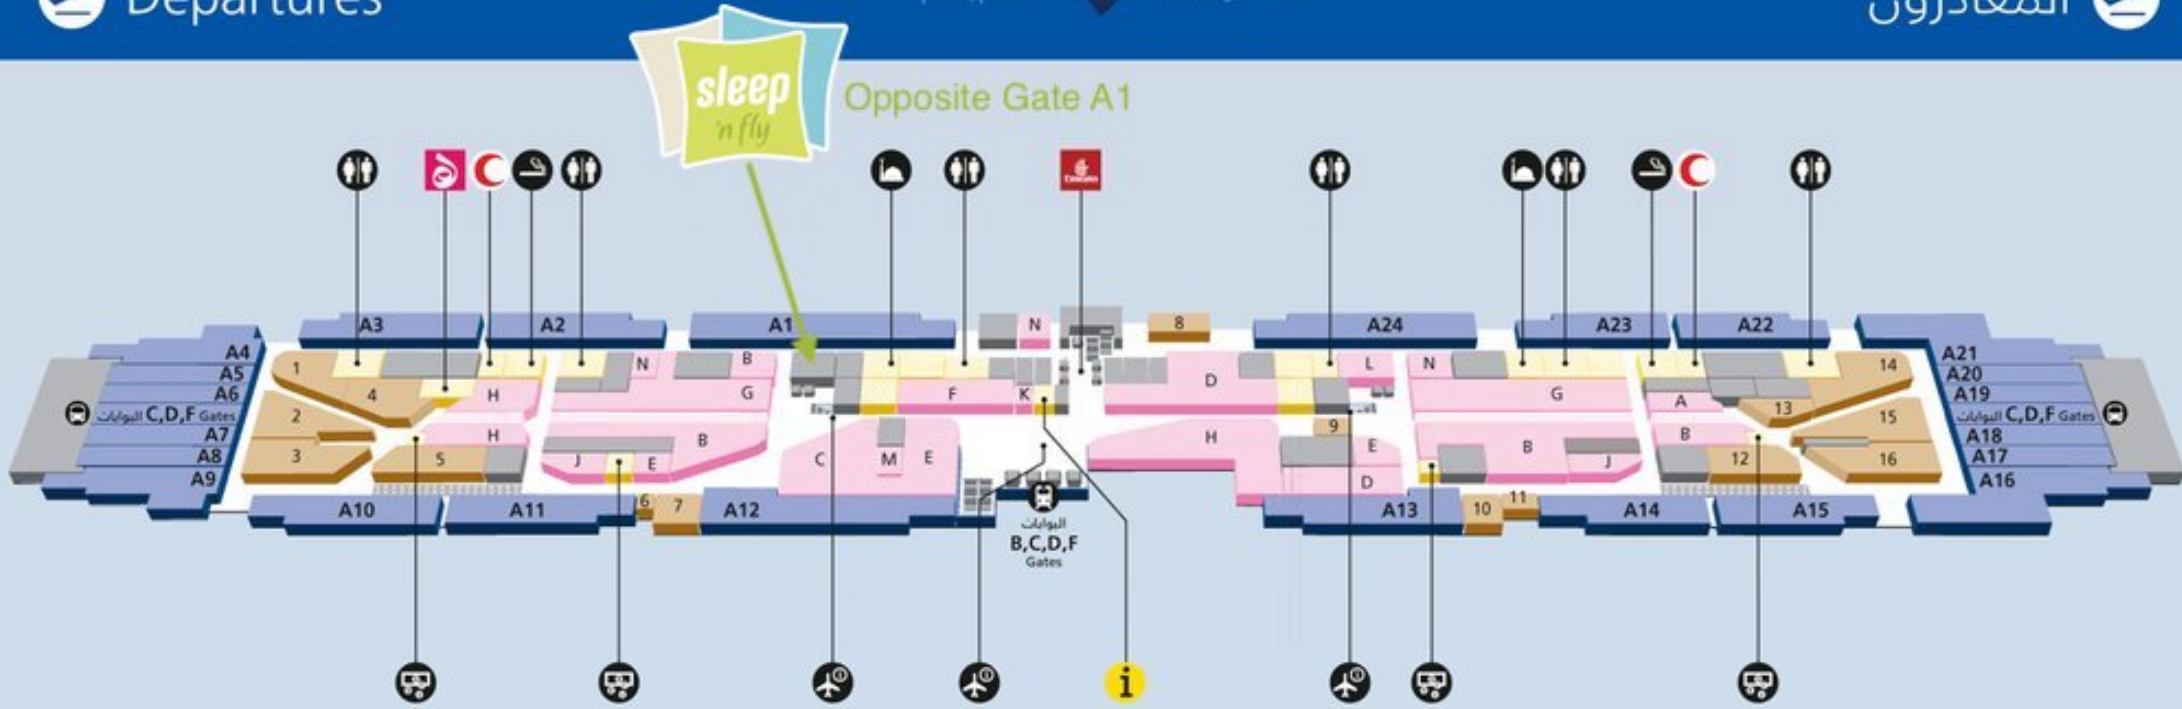 Departures
المغادرون
sleep
'n fly
Opposite Gate A1
Emirates
A3
A2
A1
N
8
A24
A23
A22
A4
A5
A6
البوابات C,D,F Gates
A7
A8
A9
1
4
2
3
5
H
H
N
B
G
B
J
E
F
K
C
M
E
D
L
N
G
H
9
E
D
B
J
A
B
13
14
15
12
16
A21
A20
A19
البوابات C,D,F Gates
A18
A17
A16
A10
A11
6
7
A12
A13
10
11
A14
A15
البوابات
B,C,D,F
Gates
i